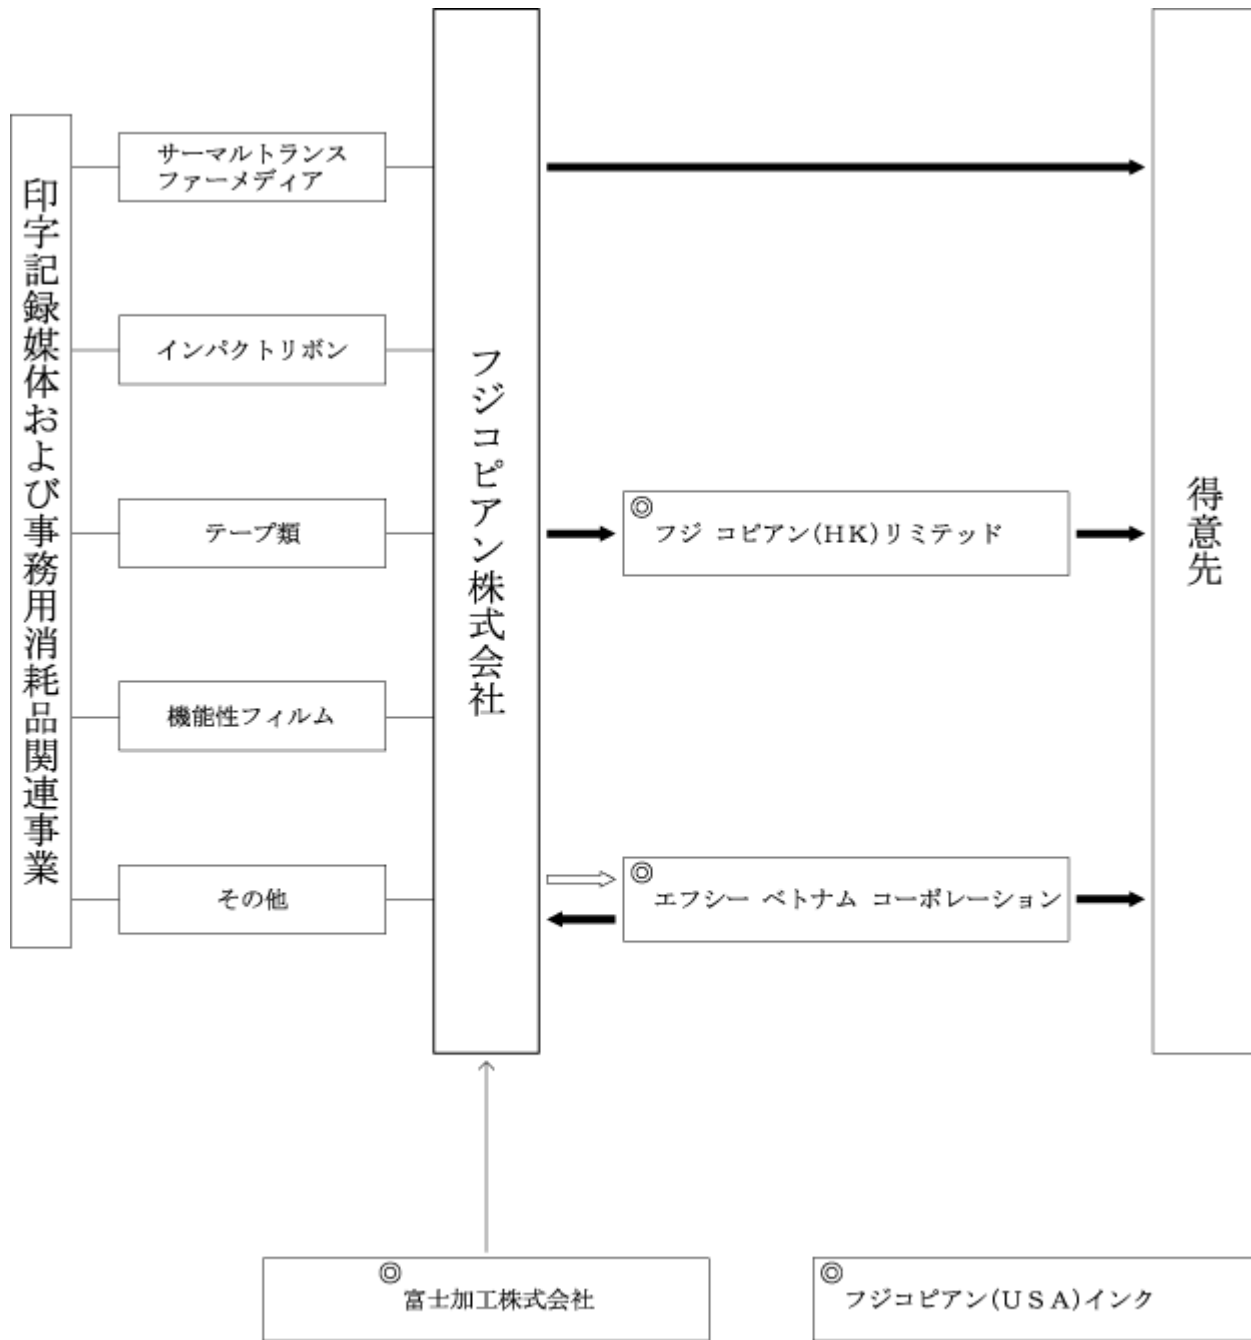 印字記録媒体および事務用消耗品関連事業
サーマルトランス
ファーメディア
インパクトリボン
テープ類
機能性フィルム
その他
フジコピアン株式会社
◎
フジ コピアン(HK)リミテッド
◎
エフシー ベトナム コーポレーション
得意先
◎
富士加工株式会社
◎
フジコピアン(USA)インク